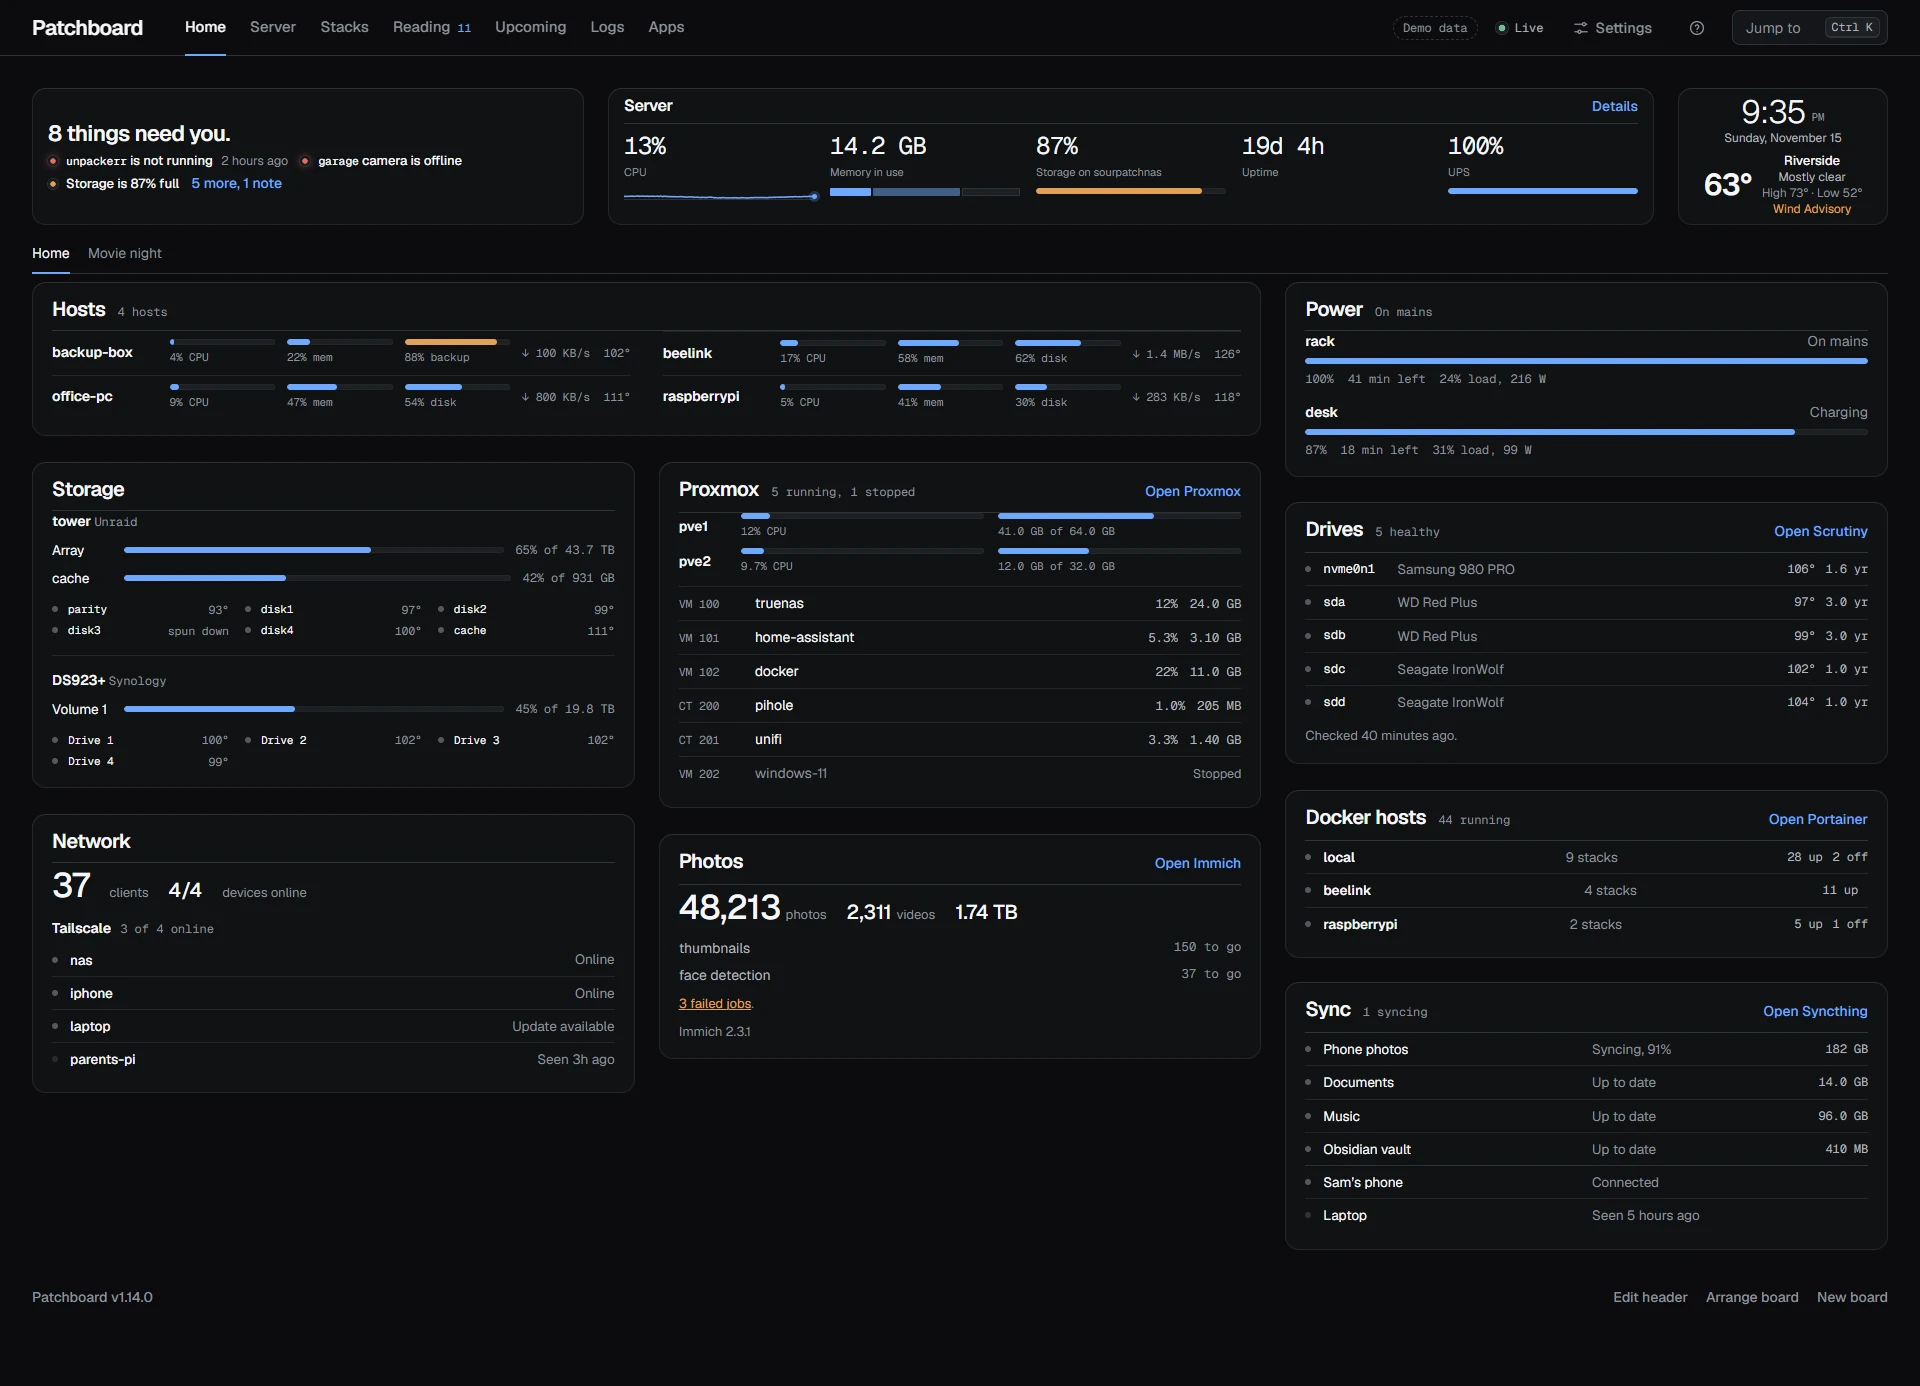 Patchboard
Home Server Stacks Reading 11 Upcoming Logs Apps
Demo data Live Settings Jump to Ctrl K
8 things need you.
unpackerr is not running 2 hours ago garage camera is offline
Storage is 87% full 5 more, 1 note
Server Details
13% 14.2 GB 87% 19d 4h 100%
CPU Memory in use Storage on sourpatchnas Uptime UPS
9:35 PM
Sunday, November 15
63°
Riverside
Mostly clear
High 73° · Low 52°
Wind Advisory
Home Movie night
Hosts 4 hosts
backup-box 4% CPU 22% mem 88% backup ↓ 100 KB/s 102°
beelink 17% CPU 58% mem 62% disk ↓ 1.4 MB/s 126°
office-pc 9% CPU 47% mem 54% disk ↓ 800 KB/s 111°
raspberrypi 5% CPU 41% mem 30% disk ↓ 283 KB/s 118°
Power On mains
rack On mains
100% 41 min left 24% load, 216 W
desk Charging
87% 18 min left 31% load, 99 W
Storage
tower Unraid
Array 65% of 43.7 TB
cache 42% of 931 GB
parity 93° disk1 97° disk2 99°
disk3 spun down disk4 100° cache 111°
DS923+ Synology
Volume 1 45% of 19.8 TB
Drive 1 100° Drive 2 102° Drive 3 102°
Drive 4 99°
Proxmox 5 running, 1 stopped Open Proxmox
pve1 12% CPU 41.0 GB of 64.0 GB
pve2 9.7% CPU 12.0 GB of 32.0 GB
VM 100 truenas 12% 24.0 GB
VM 101 home-assistant 5.3% 3.10 GB
VM 102 docker 22% 11.0 GB
CT 200 pihole 1.0% 205 MB
CT 201 unifi 3.3% 1.40 GB
VM 202 windows-11 Stopped
Drives 5 healthy Open Scrutiny
nvme0n1 Samsung 980 PRO 106° 1.6 yr
sda WD Red Plus 97° 3.0 yr
sdb WD Red Plus 99° 3.0 yr
sdc Seagate IronWolf 102° 1.0 yr
sdd Seagate IronWolf 104° 1.0 yr
Checked 40 minutes ago.
Network
37 clients 4/4 devices online
Tailscale 3 of 4 online
nas Online
iphone Online
laptop Update available
parents-pi Seen 3h ago
Photos Open Immich
48,213 photos 2,311 videos 1.74 TB
thumbnails 150 to go
face detection 37 to go
3 failed jobs.
Immich 2.3.1
Docker hosts 44 running Open Portainer
local 9 stacks 28 up 2 off
beelink 4 stacks 11 up
raspberrypi 2 stacks 5 up 1 off
Sync 1 syncing Open Syncthing
Phone photos Syncing, 91% 182 GB
Documents Up to date 14.0 GB
Music Up to date 96.0 GB
Obsidian vault Up to date 410 MB
Sam's phone Connected
Laptop Seen 5 hours ago
Patchboard v1.14.0 Edit header Arrange board New board